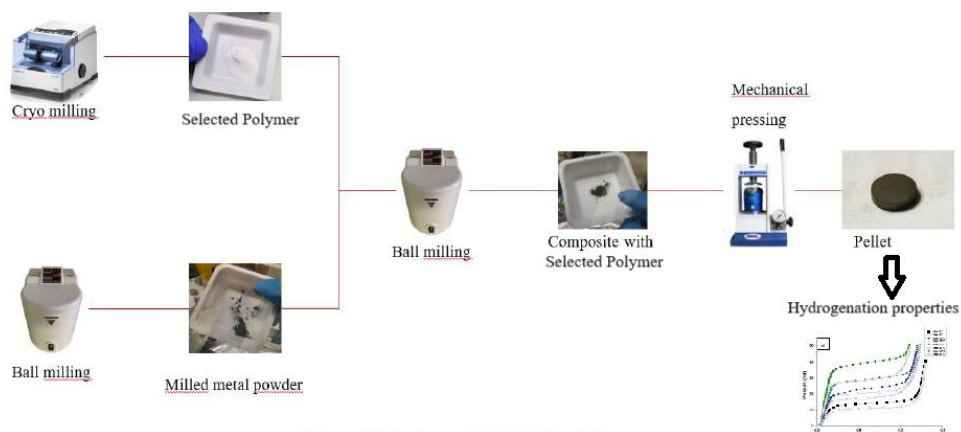 Cryo milling
Selected Polymer
Ball milling
Milled metal powder
Ball milling
Composite with
Selected Polymer
Mechanical
pressing
Pellet
Hydrogenation properties